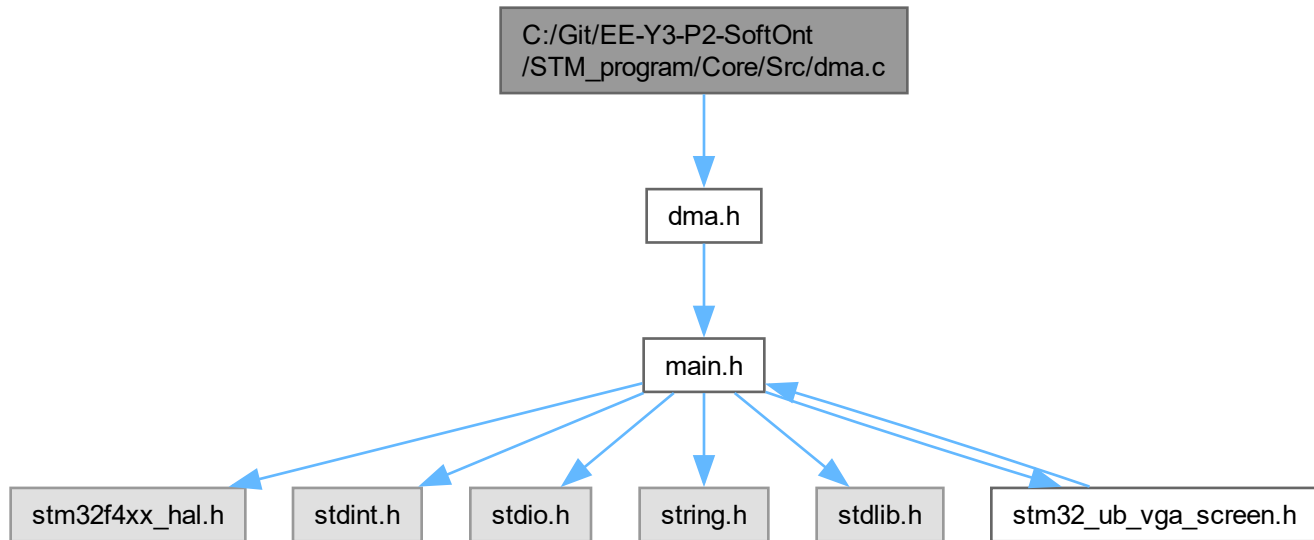 C:/Git/EE-Y3-P2-SoftOnt
/STM_program/Core/Src/dma.c
dma.h
main.h
stm32f4xx_hal.h
stdint.h
stdio.h
string.h
stdlib.h
stm32_ub_vga_screen.h